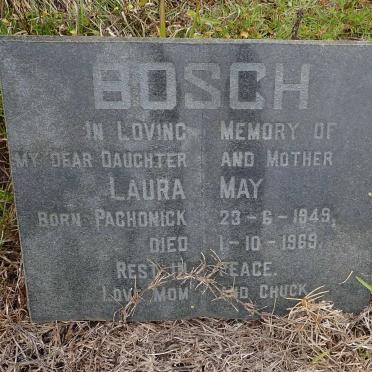 BOSCH
IN LOVING MEMORY OF
MY DEAR DAUGHTER AND MOTHER
LAURA MAY
BORN PACHONICK 23-6-1949,
DIED 1-10-1969.
REST IN PEACE.
LOVE MOM AND CHUCK.